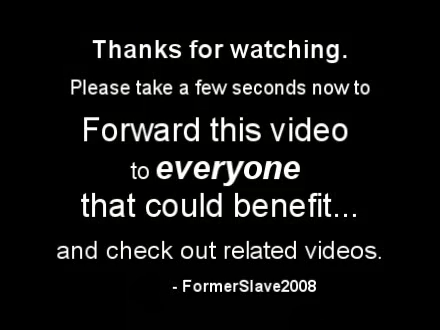 Thanks for watching.
Please take a few seconds now to
Forward this video
to everyone
that could benefit...
and check out related videos.
- FormerSlave2008